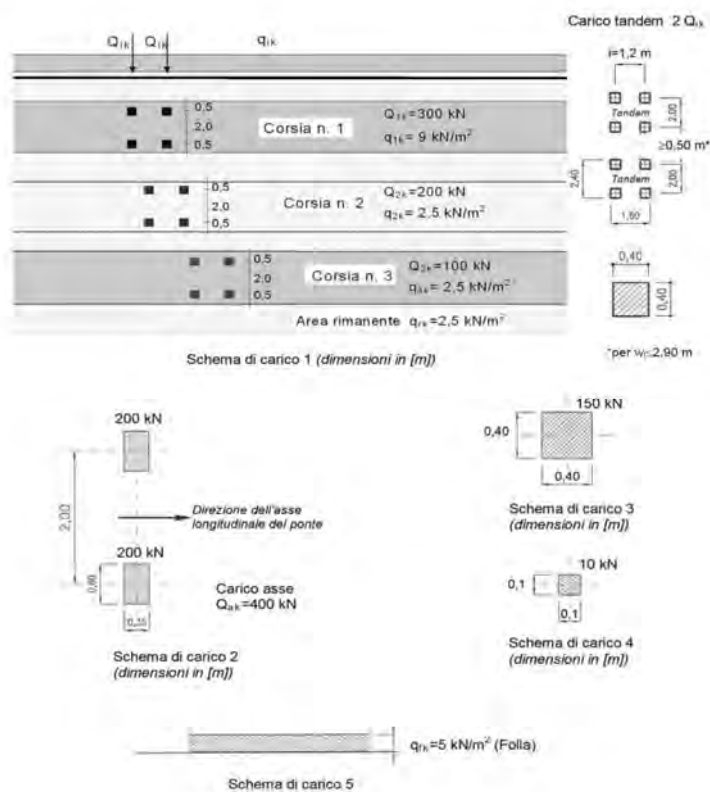 Carico tandem 2 Qik
Qik Qik qik
i=1,2 m
0,5
2,0
0,5
Corsia n. 1
Q1k=300 kN
q1k= 9 kN/m²
Tandem
2,00
≥0,50 m*
Tandem
2,40
2,00
1,60
0,5
2,0
0,5
Corsia n. 2
Q2k=200 kN
q2k= 2,5 kN/m²
0,5
2,0
0,5
Corsia n. 3
Q3k=100 kN
q3k= 2,5 kN/m²
0,40
0,40
Area rimanente qrk=2,5 kN/m²
Schema di carico 1 (dimensioni in [m])
*per wl≤2,90 m
200 kN
2,00
Direzione dell'asse
longitudinale del ponte
200 kN
0,60
0,35
Carico asse
Qak=400 kN
Schema di carico 2
(dimensioni in [m])
150 kN
0,40
0,40
Schema di carico 3
(dimensioni in [m])
10 kN
0,1
0,1
Schema di carico 4
(dimensioni in [m])
qfk=5 kN/m² (Folla)
Schema di carico 5